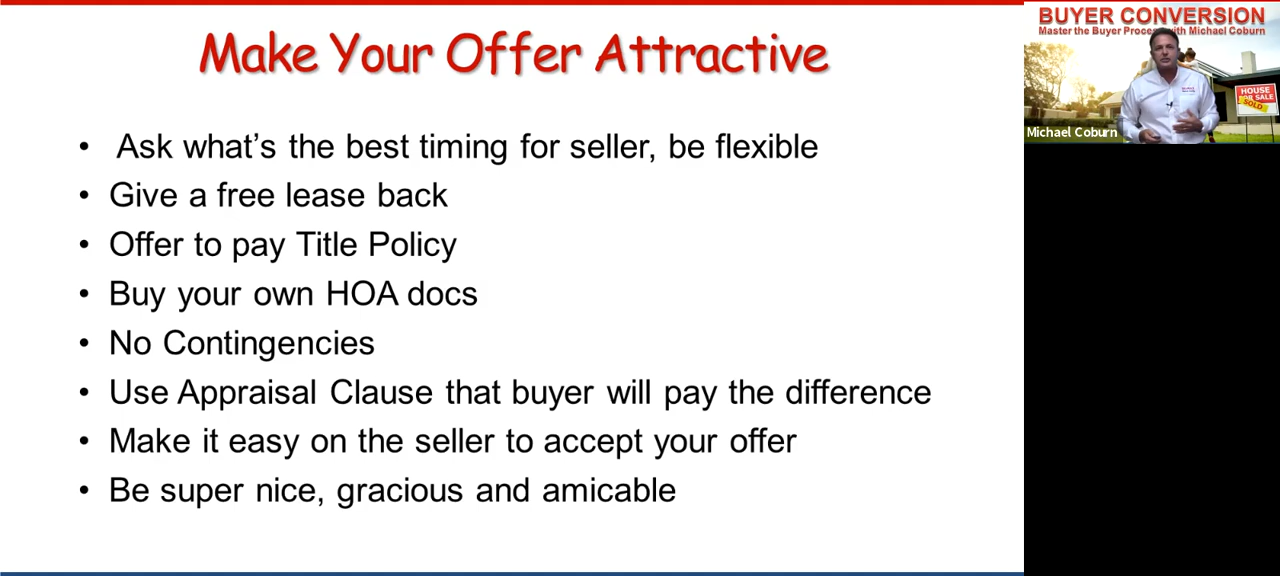 Make Your Offer Attractive
• Ask what's the best timing for seller, be flexible
• Give a free lease back
• Offer to pay Title Policy
• Buy your own HOA docs
• No Contingencies
• Use Appraisal Clause that buyer will pay the difference
• Make it easy on the seller to accept your offer
• Be super nice, gracious and amicable
BUYER CONVERSION
Master the Buyer Process with Michael Coburn
HOUSE
FOR SALE
SOLD
Michael Coburn